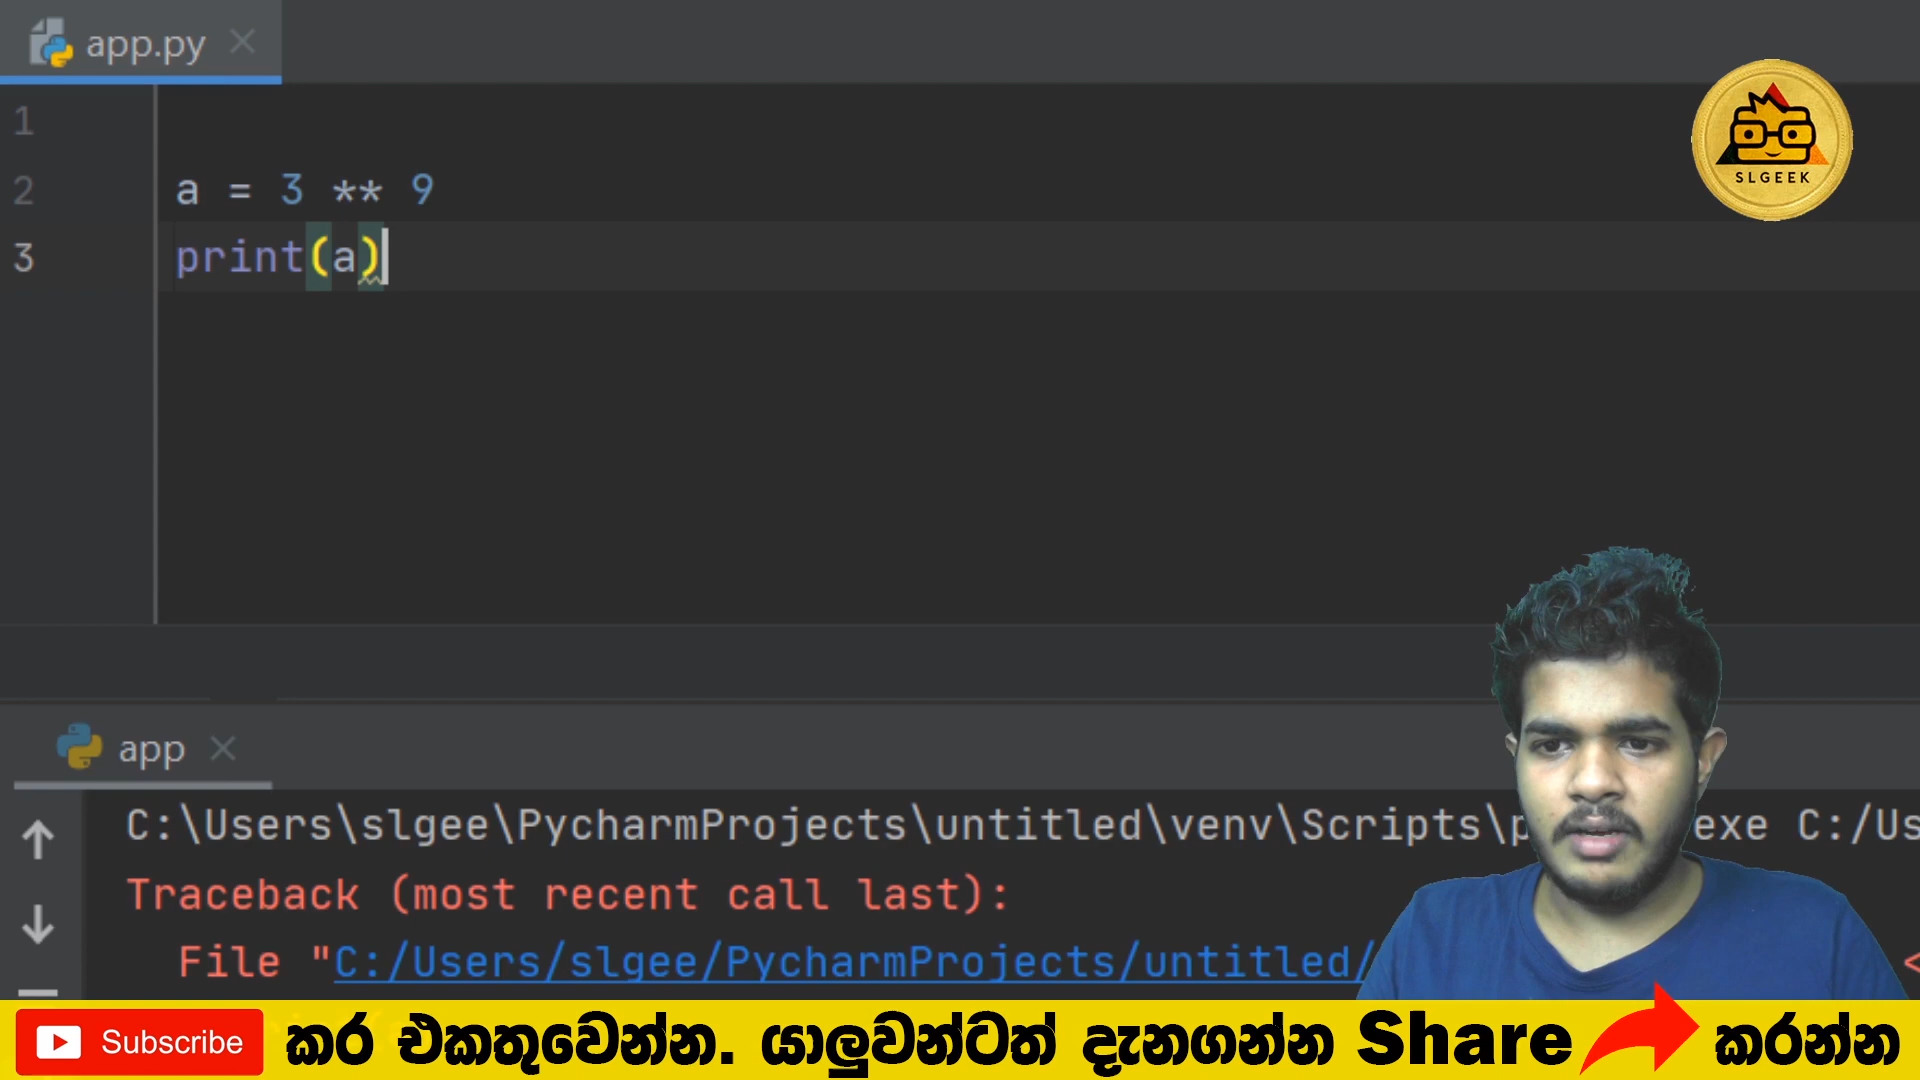 app.py
SLGEEK
1
2 a = 3 ** 9
3 print(a)
app
C:\Users\slgee\PycharmProjects\untitled\venv\Scripts\ exe C:/Us
Traceback (most recent call last):
File "C:/Users/slgee/PycharmProjects/untitled/ <
Subscribe කර එකතුවෙන්න. යාලුවන්ටත් දැනගන්න Share කරන්න